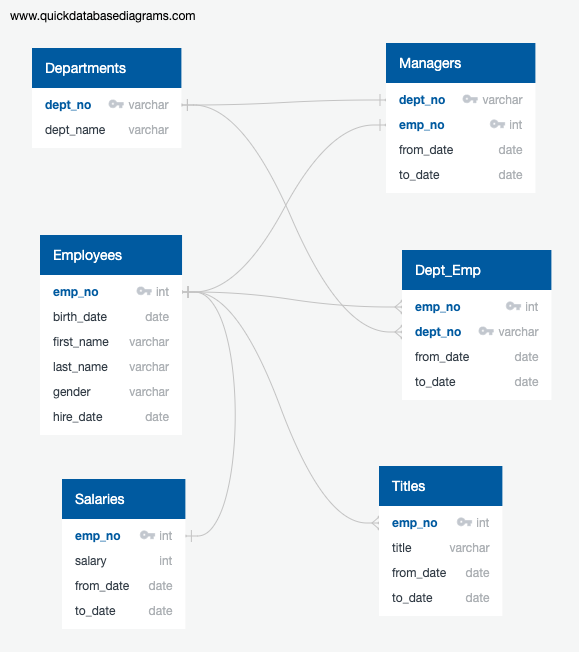 www.quickdatabasediagrams.com
Departments
dept_no varchar
dept_name varchar
Managers
dept_no varchar
emp_no int
from_date date
to_date date
Employees
emp_no int
birth_date date
first_name varchar
last_name varchar
gender varchar
hire_date date
Dept_Emp
emp_no int
dept_no varchar
from_date date
to_date date
Salaries
emp_no int
salary int
from_date date
to_date date
Titles
emp_no int
title varchar
from_date date
to_date date